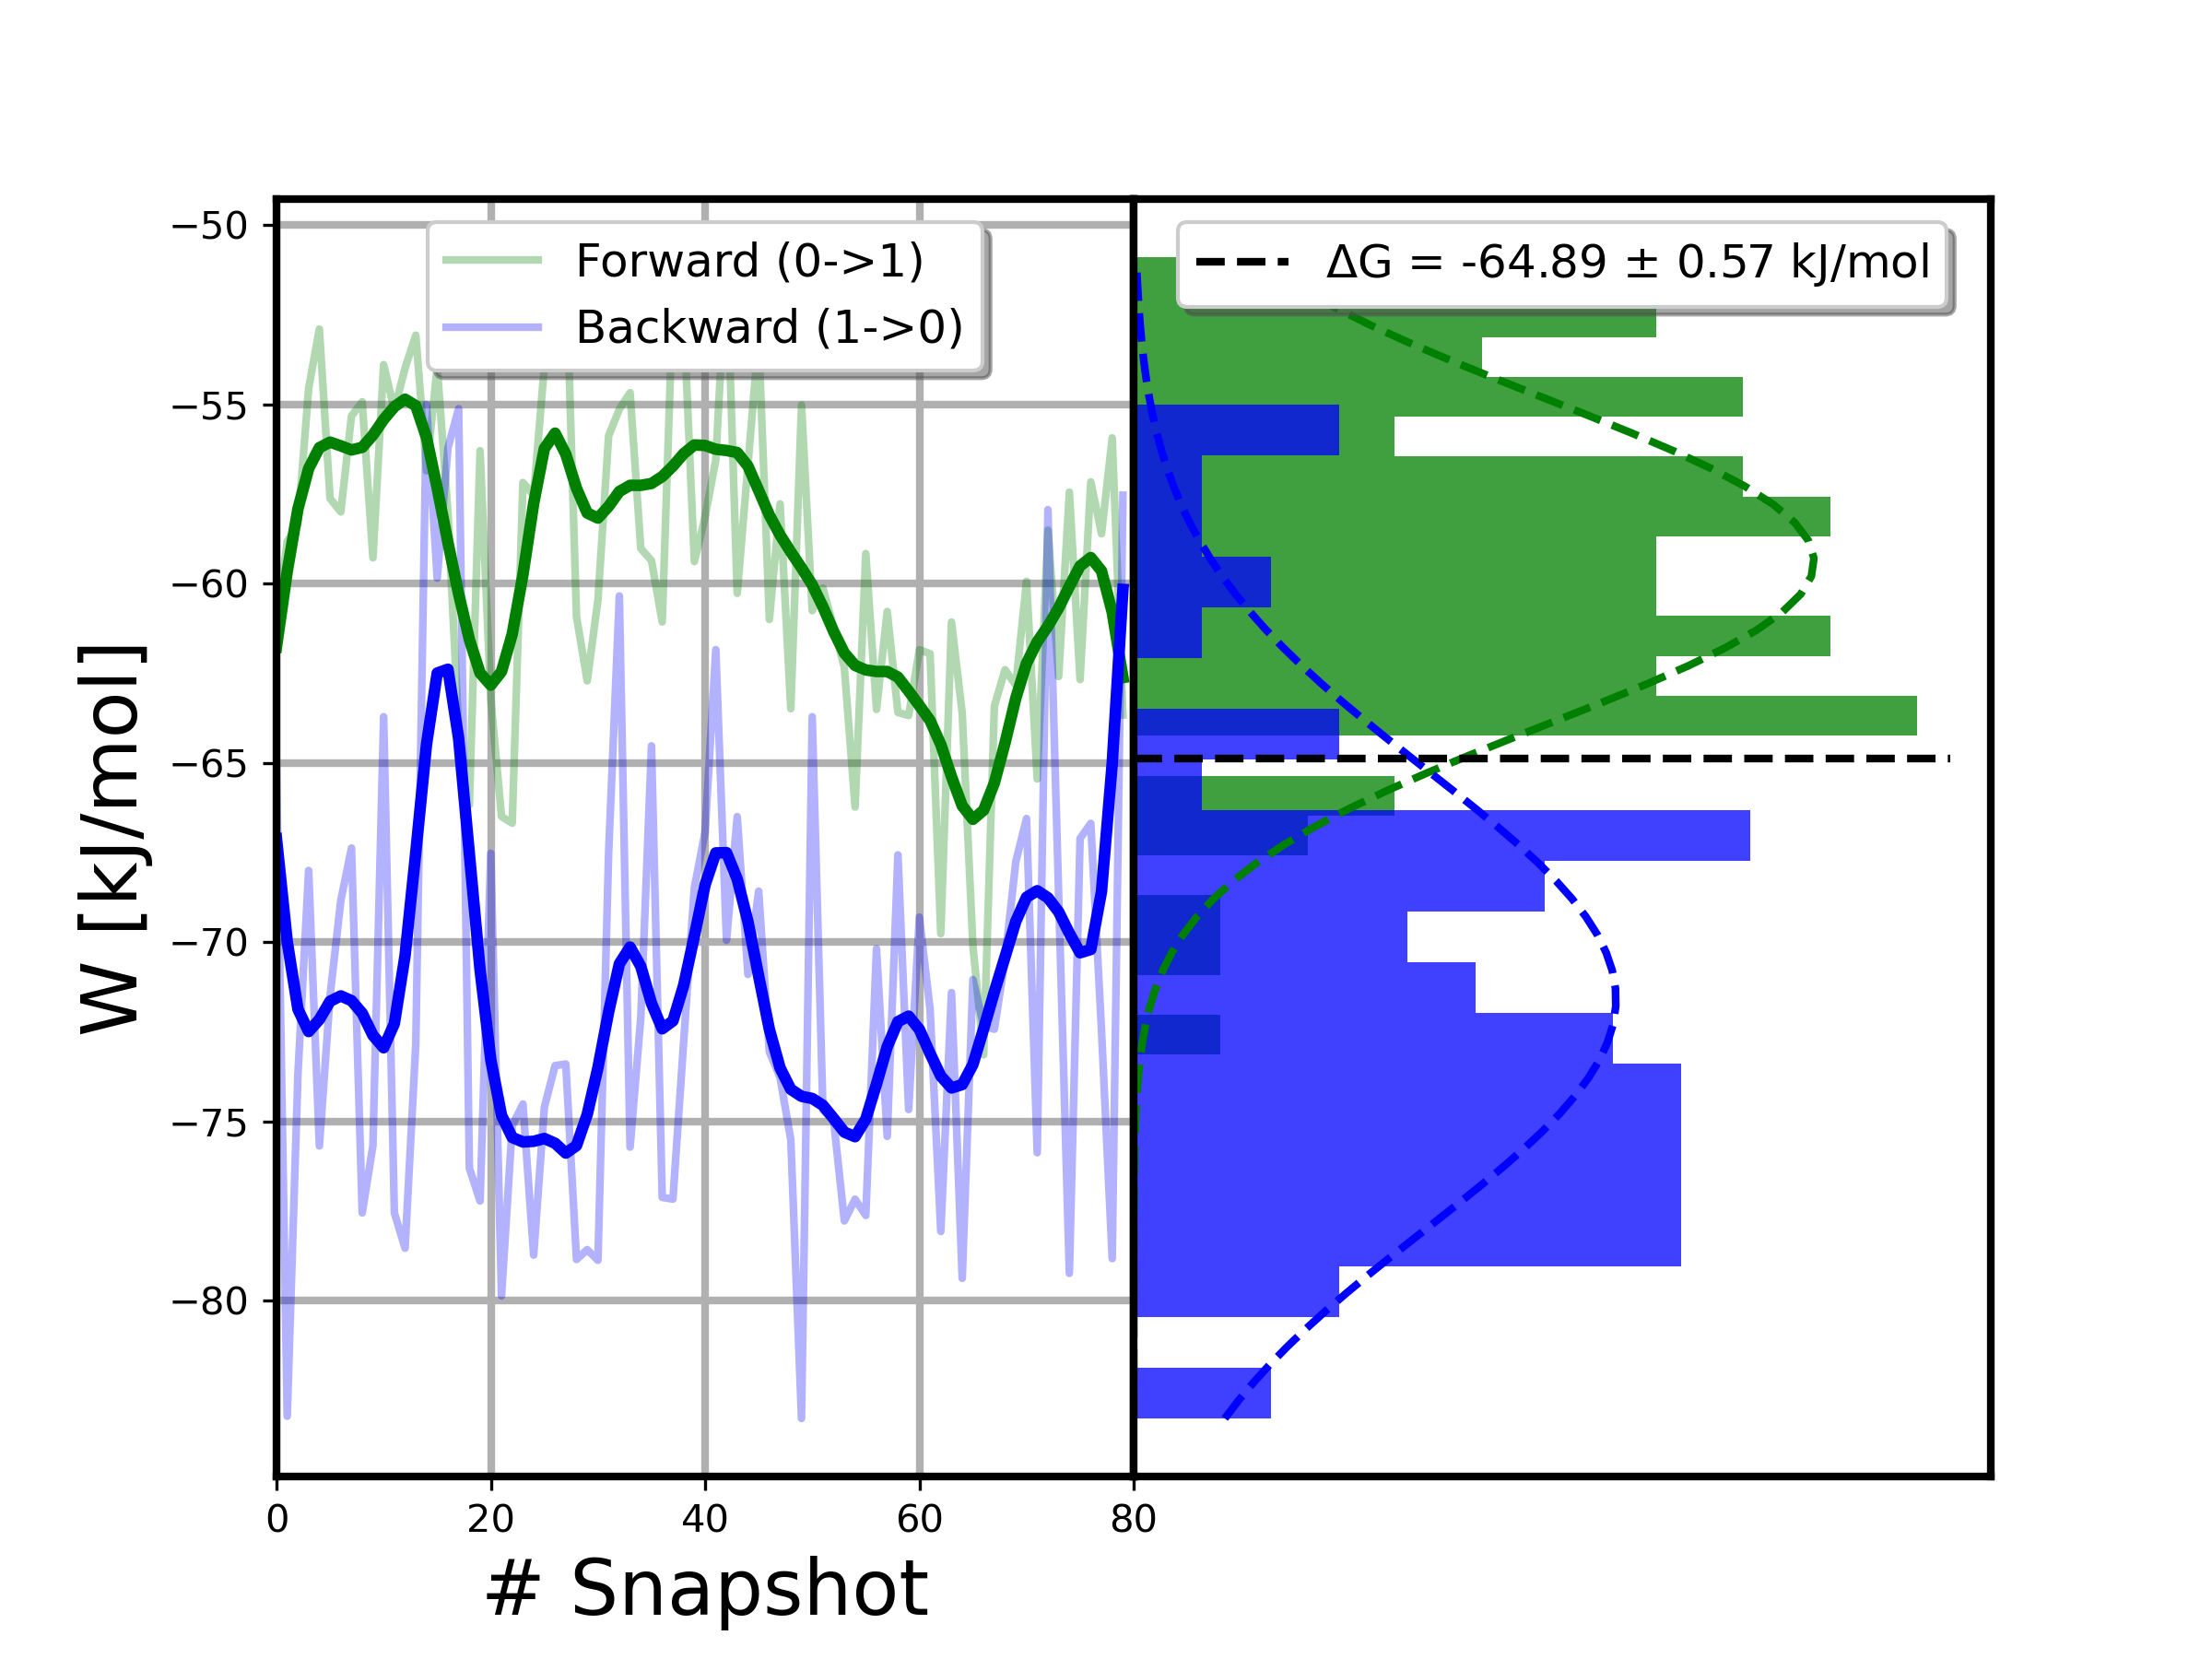 Forward (0->1)
Backward (1->0)
ΔG = -64.89 ± 0.57 kJ/mol
W [kJ/mol]
−50
−55
−60
−65
−70
−75
−80
0 20 40 60 80
# Snapshot